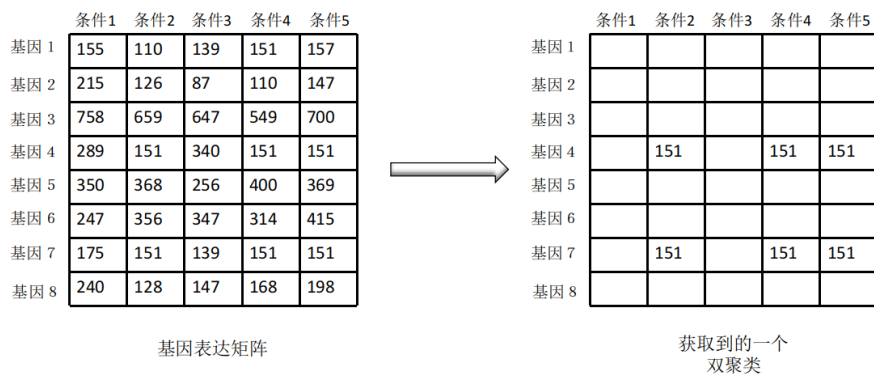 条件1 条件2 条件3 条件4 条件5 条件1 条件2 条件3 条件4 条件5
基因 1 155 110 139 151 157 基因 1
基因 2 215 126 87 110 147 基因 2
基因 3 758 659 647 549 700 基因 3
基因 4 289 151 340 151 151 基因 4 151 151 151
基因 5 350 368 256 400 369 基因 5
基因 6 247 356 347 314 415 基因 6
基因 7 175 151 139 151 151 基因 7 151 151 151
基因 8 240 128 147 168 198 基因 8
基因表达矩阵
获取到的一个
双聚类